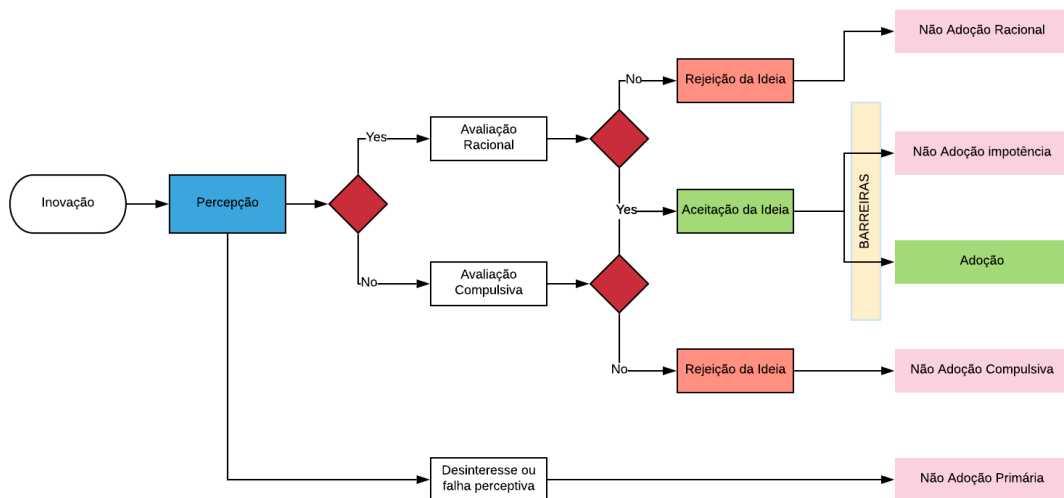 Não Adoção Racional
No
Rejeição da Ideia
Yes
Avaliação
Racional
Não Adoção impotência
BARREIRAS
Inovação
Percepção
Yes
Aceitação da Ideia
Adoção
No
Avaliação
Compulsiva
No
Rejeição da Ideia
Não Adoção Compulsiva
Desinteresse ou
falha perceptiva
Não Adoção Primária